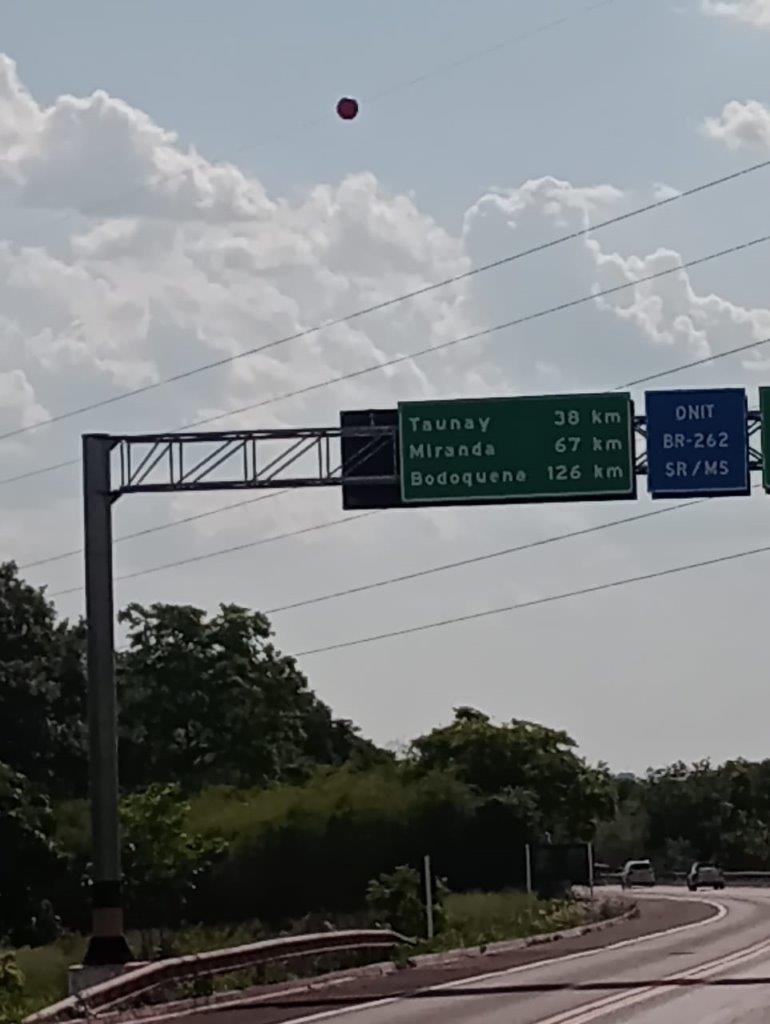 Taunay 38 km
Miranda 67 km
Bodoquena 126 km
DNIT
BR-262
SR/MS